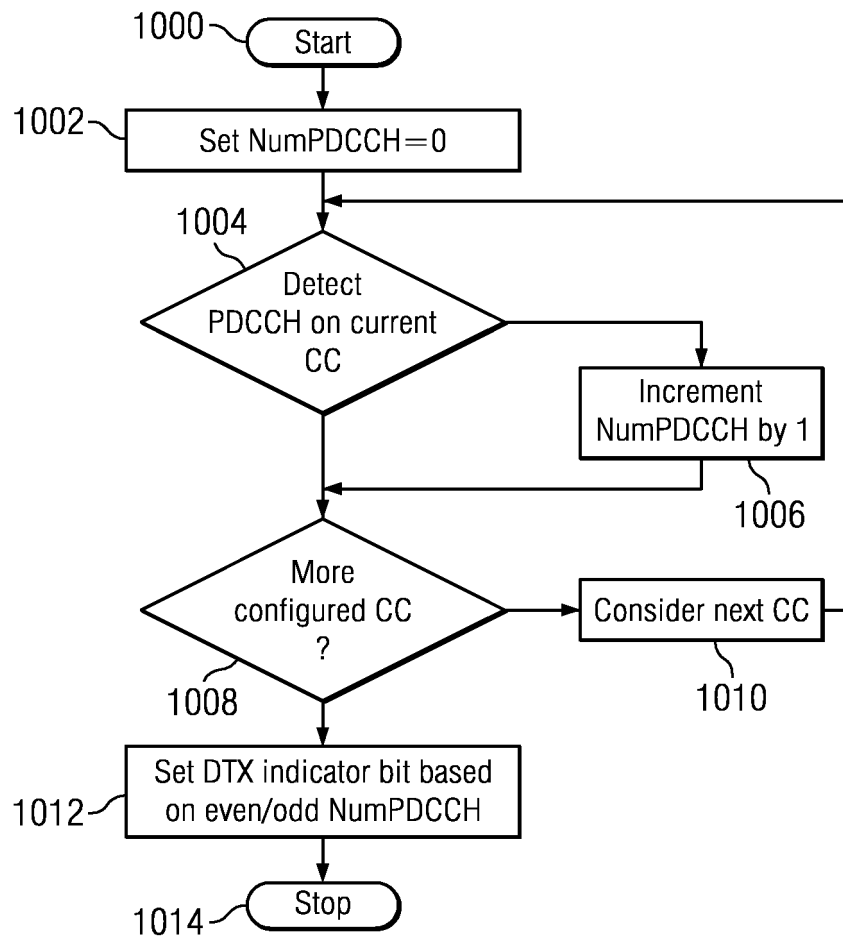 1000
Start
1002
Set NumPDCCH=0
1004
Detect
PDCCH on current
CC
Increment
NumPDCCH by 1
1006
More
configured CC
?
1008
Consider next CC
1010
Set DTX indicator bit based
on even/odd NumPDCCH
1012
Stop
1014